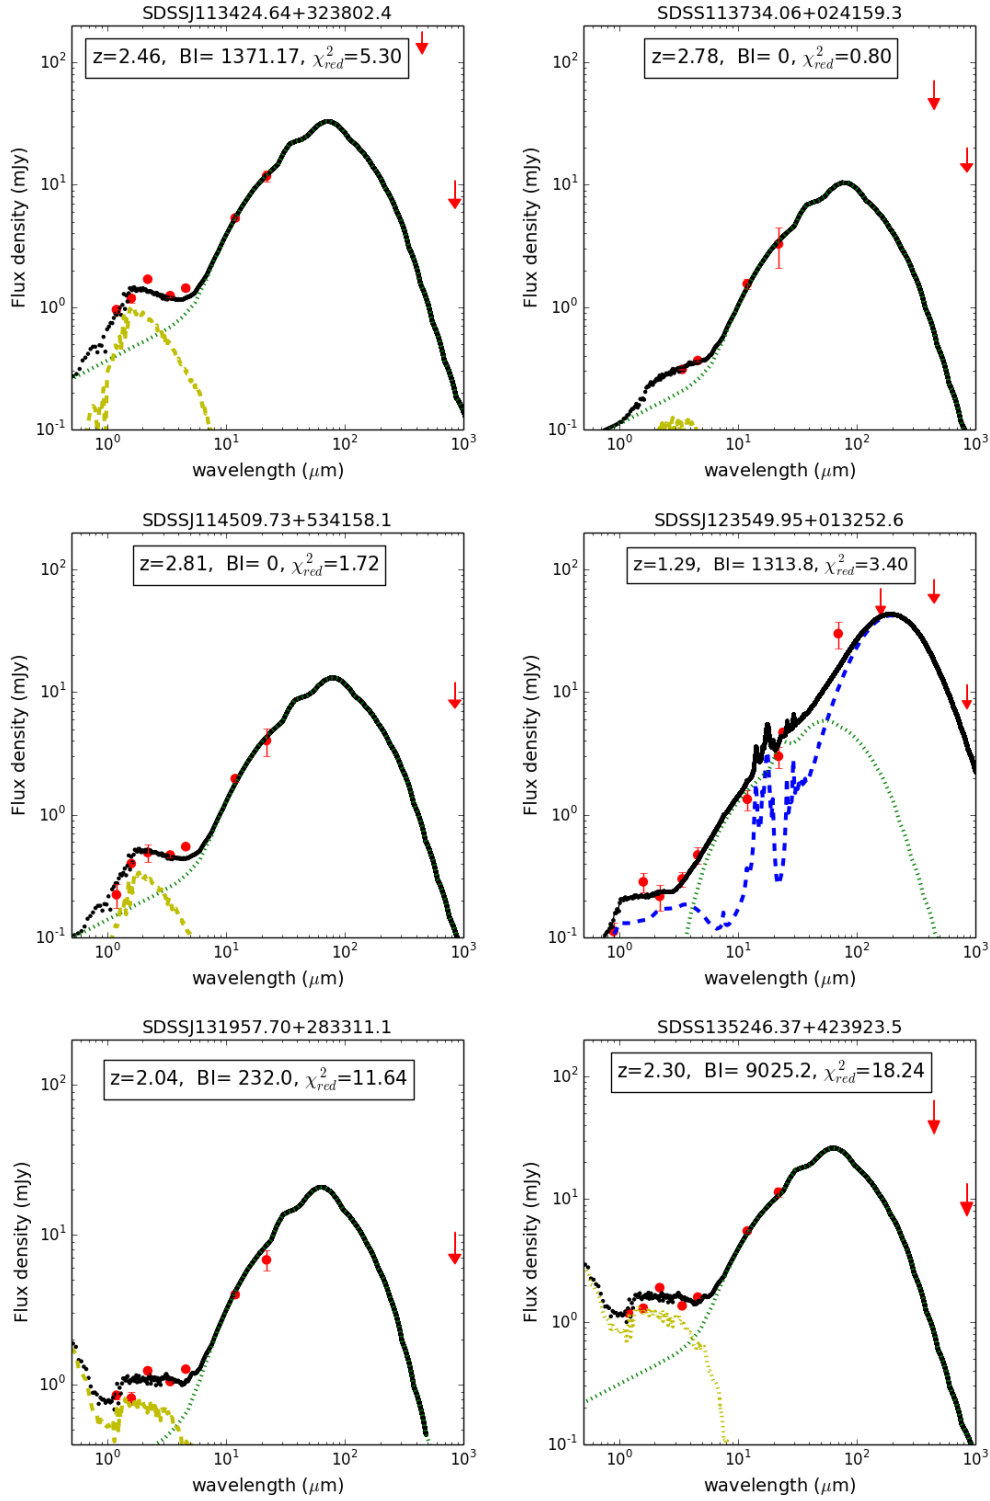 SDSSJ113424.64+323802.4
z=2.46, BI= 1371.17, χ²red=5.30
10²
10¹
10⁰
10⁻¹
Flux density (mJy)
10⁰ 10¹ 10² 10³
wavelength (μm)
SDSS113734.06+024159.3
z=2.78, BI= 0, χ²red=0.80
10²
10¹
10⁰
10⁻¹
Flux density (mJy)
10⁰ 10¹ 10² 10³
wavelength (μm)
SDSSJ114509.73+534158.1
z=2.81, BI= 0, χ²red=1.72
10²
10¹
10⁰
10⁻¹
Flux density (mJy)
10⁰ 10¹ 10² 10³
wavelength (μm)
SDSSJ123549.95+013252.6
z=1.29, BI= 1313.8, χ²red=3.40
10²
10¹
10⁰
10⁻¹
Flux density (mJy)
10⁰ 10¹ 10² 10³
wavelength (μm)
SDSSJ131957.70+283311.1
z=2.04, BI= 232.0, χ²red=11.64
10²
10¹
10⁰
Flux density (mJy)
10⁰ 10¹ 10² 10³
wavelength (μm)
SDSS135246.37+423923.5
z=2.30, BI= 9025.2, χ²red=18.24
10²
10¹
10⁰
10⁻¹
Flux density (mJy)
10⁰ 10¹ 10² 10³
wavelength (μm)